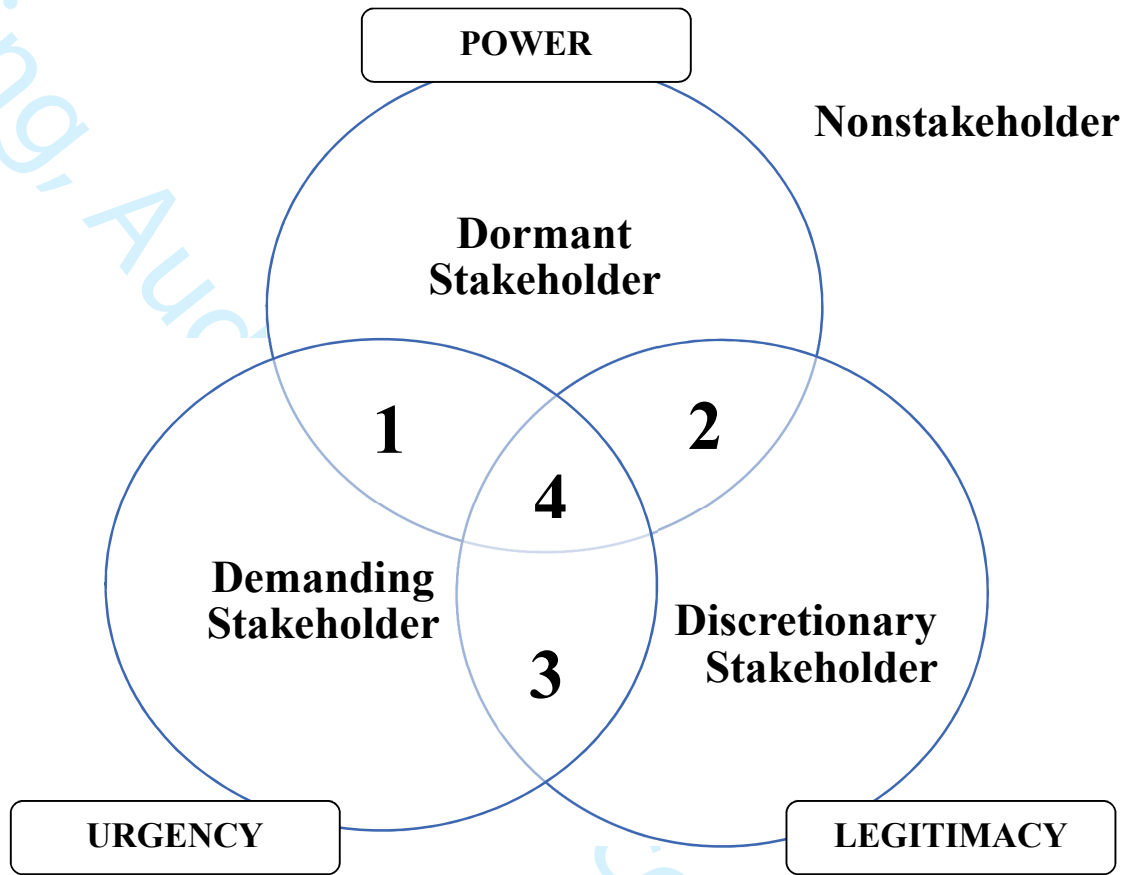 POWER
Nonstakeholder
Dormant
Stakeholder
1
2
4
Demanding
Stakeholder
Discretionary
Stakeholder
3
URGENCY
LEGITIMACY